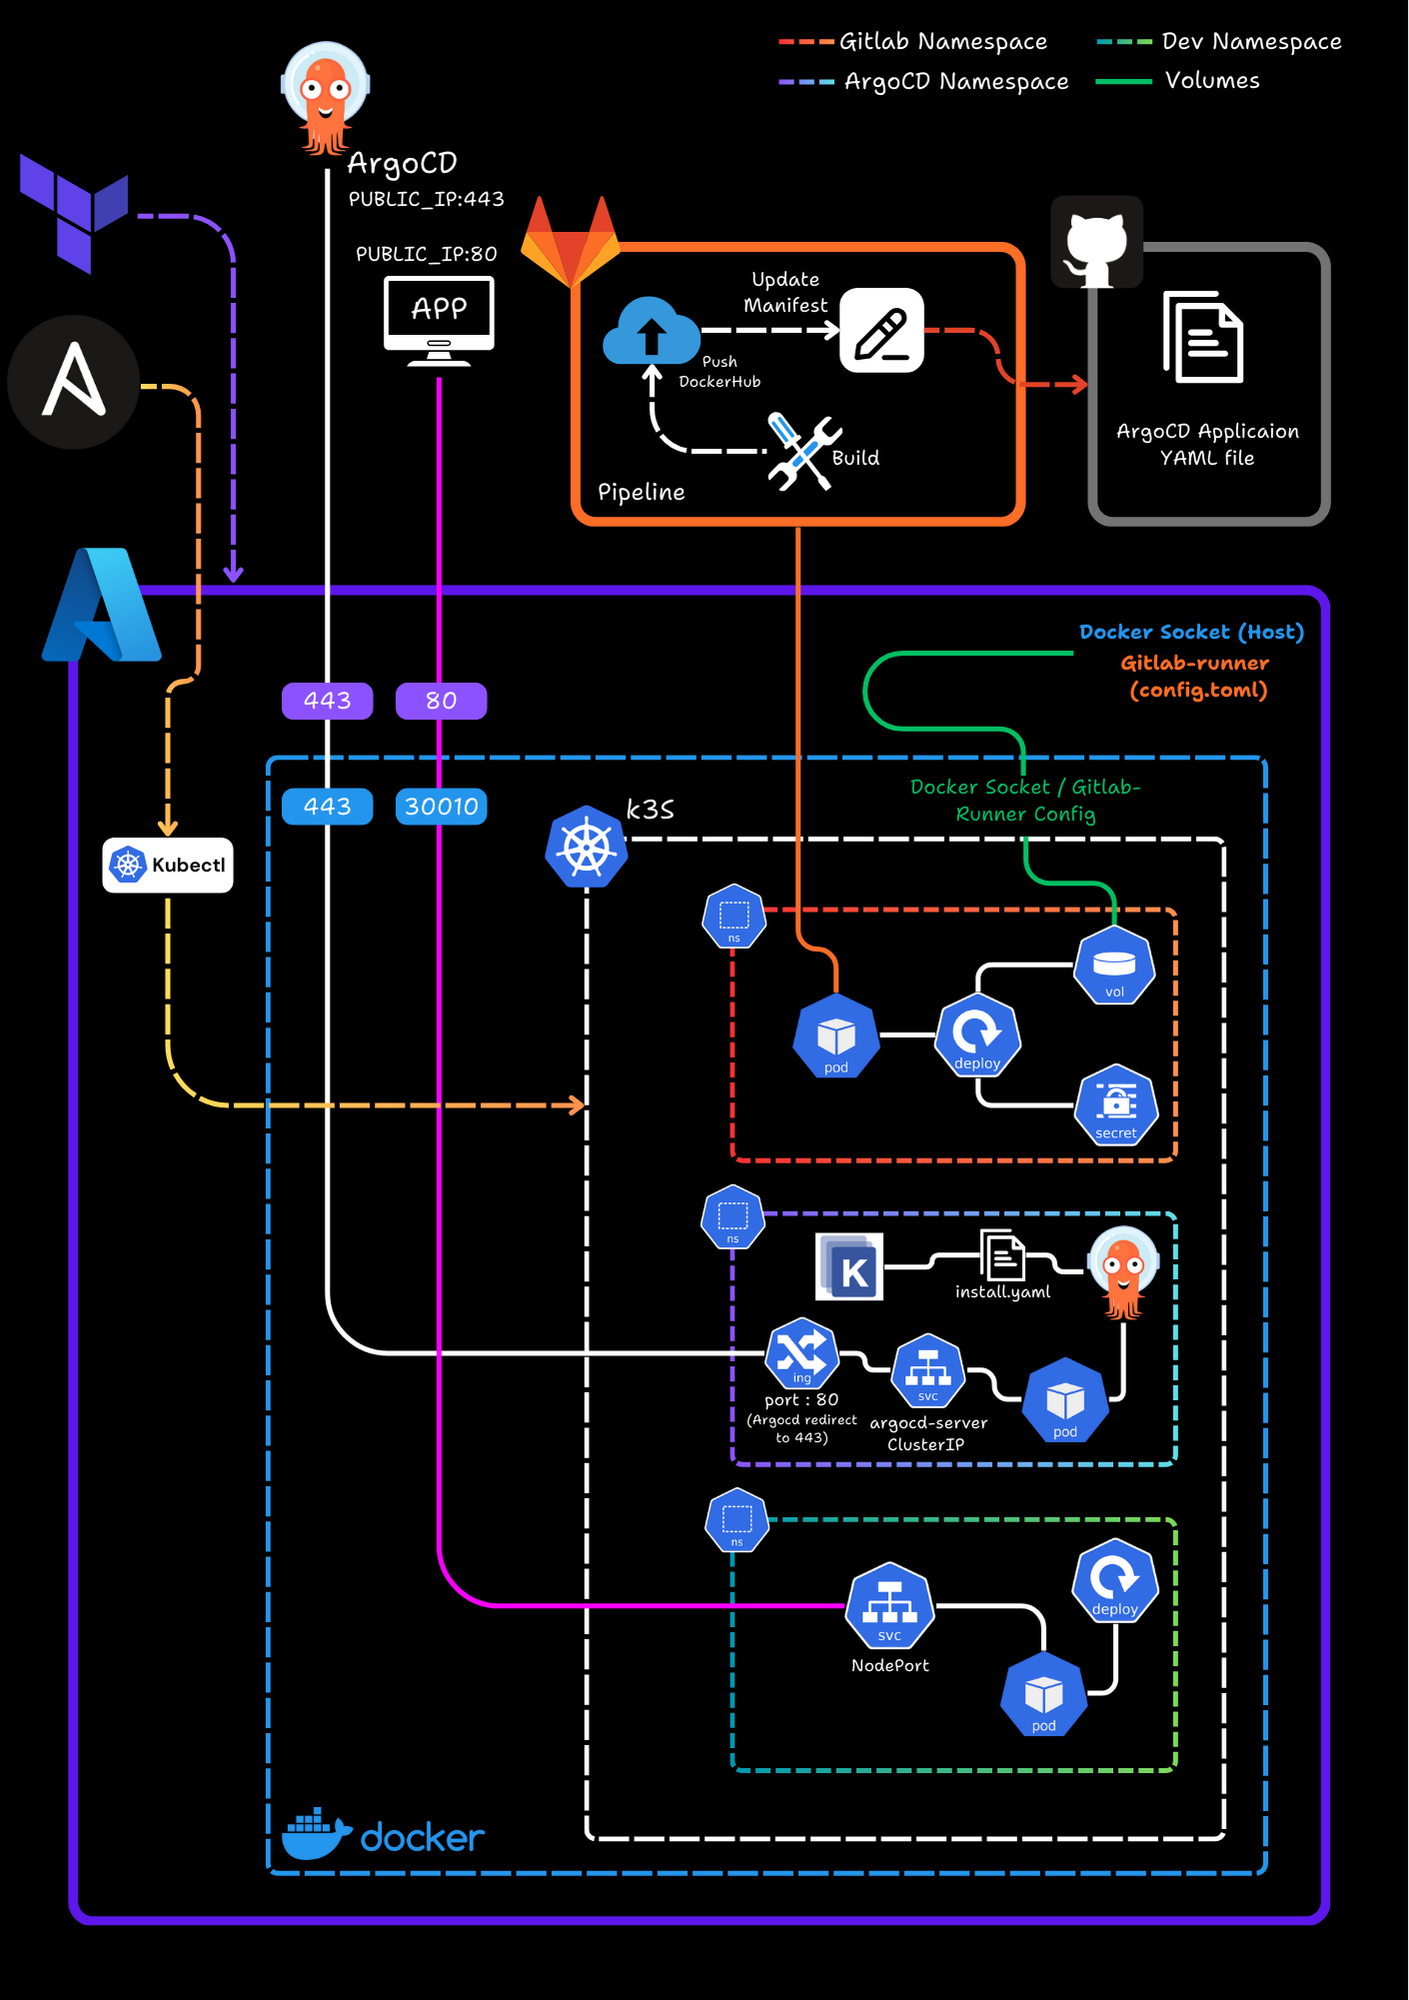 Gitlab Namespace
Dev Namespace
ArgoCD Namespace
Volumes
ArgoCD
PUBLIC_IP:443
PUBLIC_IP:80
APP
Update
Manifest
Push
DockerHub
Build
Pipeline
ArgoCD Applicaion
YAML file
Docker Socket (Host)
Gitlab-runner
(config.toml)
443
80
443
30010
Docker Socket / Gitlab-
Runner Config
k3S
Kubectl
ns
vol
pod
deploy
secret
ns
K
install.yaml
ing
port : 80
(Argocd redirect
to 443)
svc
argocd-server
ClusterIP
pod
ns
deploy
svc
NodePort
pod
docker